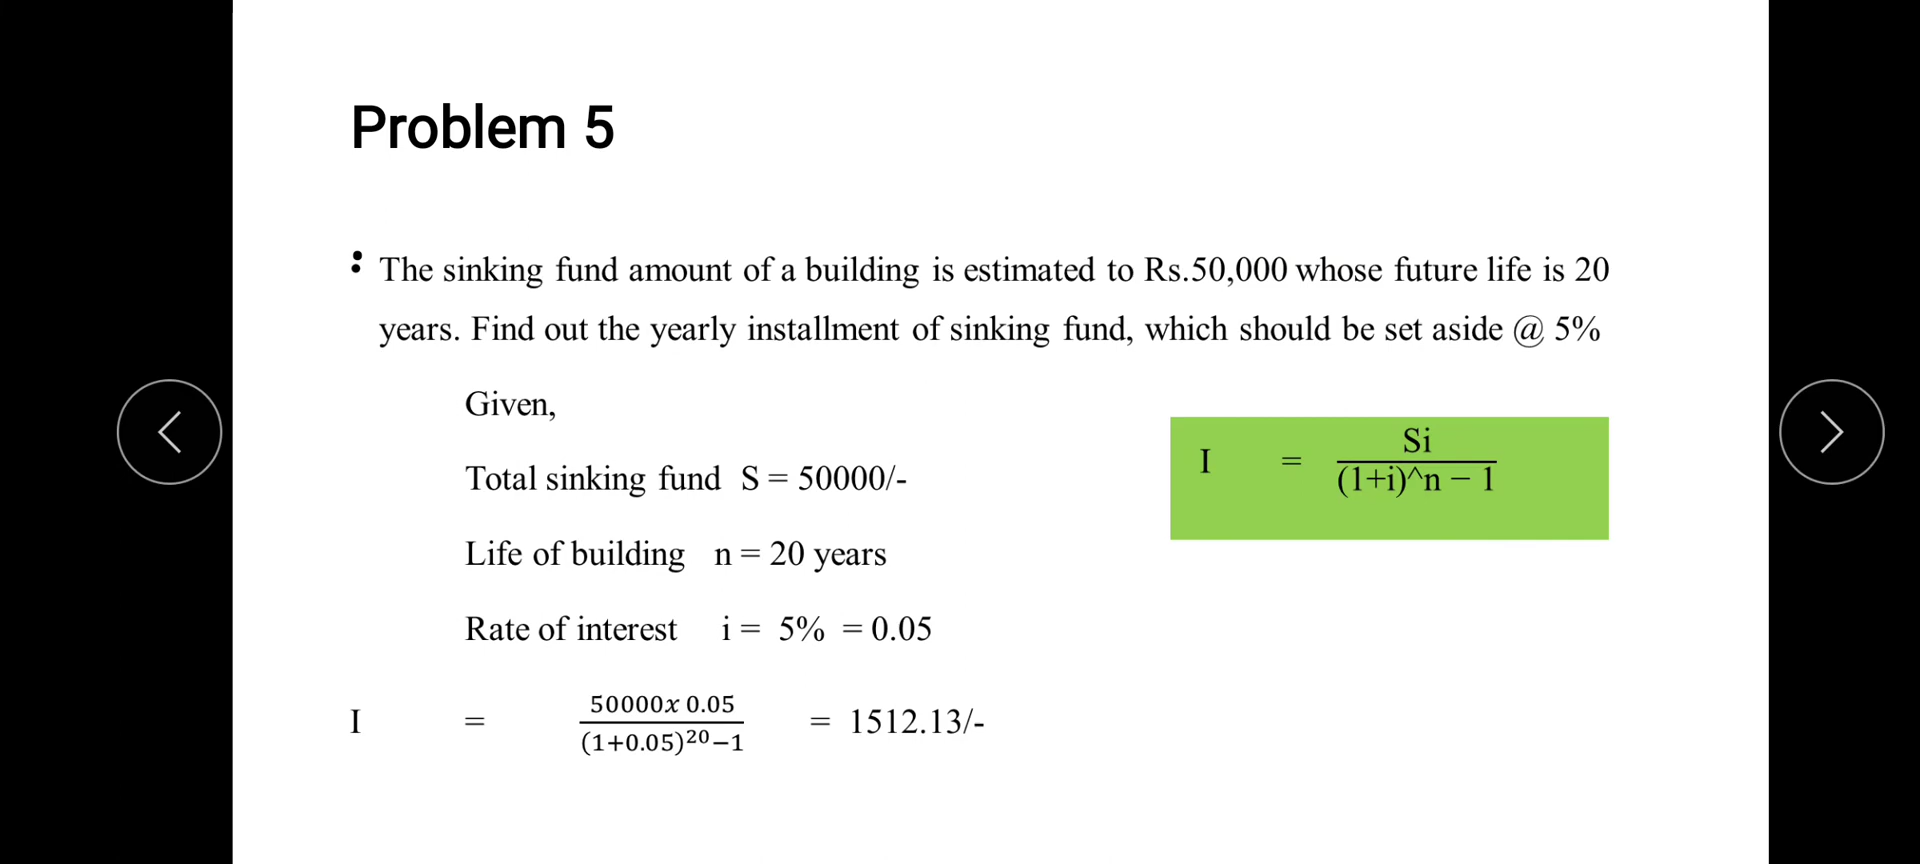 Problem 5
: The sinking fund amount of a building is estimated to Rs.50,000 whose future life is 20
years. Find out the yearly installment of sinking fund, which should be set aside @ 5%
Given,
Total sinking fund S = 50000/-
I = Si / (1+i)^n − 1
Life of building n = 20 years
Rate of interest i = 5% = 0.05
I = 50000x 0.05 / (1+0.05)²⁰−1 = 1512.13/-